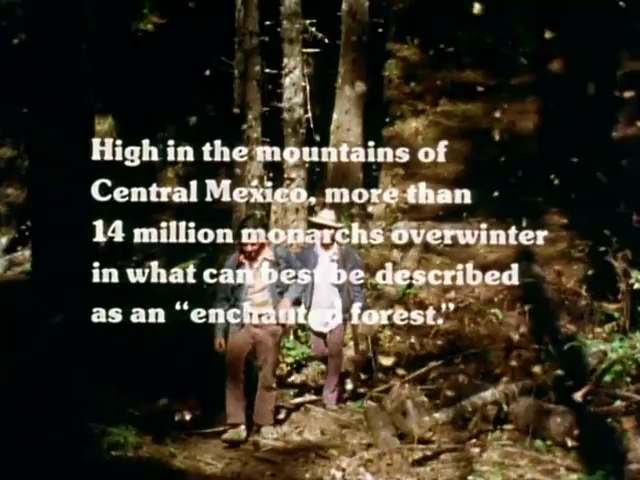 High in the mountains of
Central Mexico, more than
14 million monarchs overwinter
in what can best be described
as an “enchanted forest.”